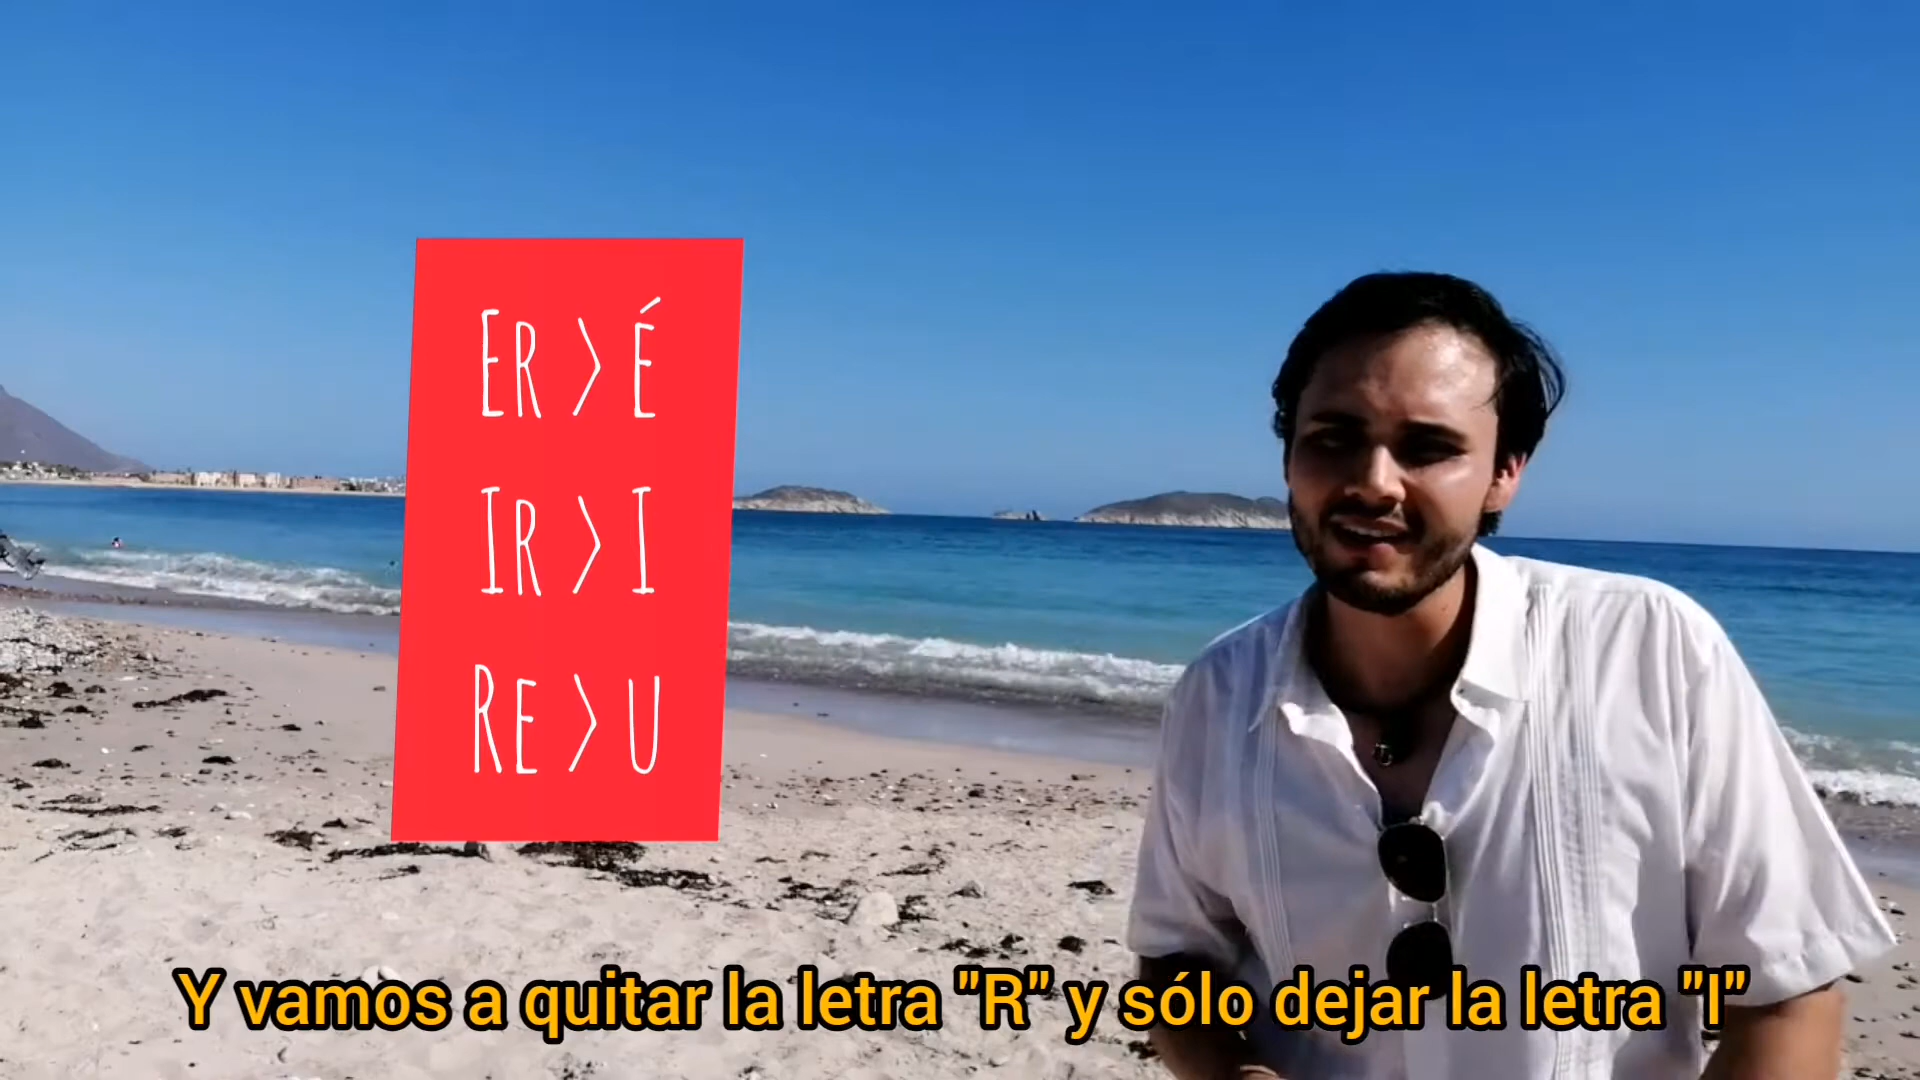 Er > É
Ir > I
Re > U
Y vamos a quitar la letra "R" y sólo dejar la letra "I"